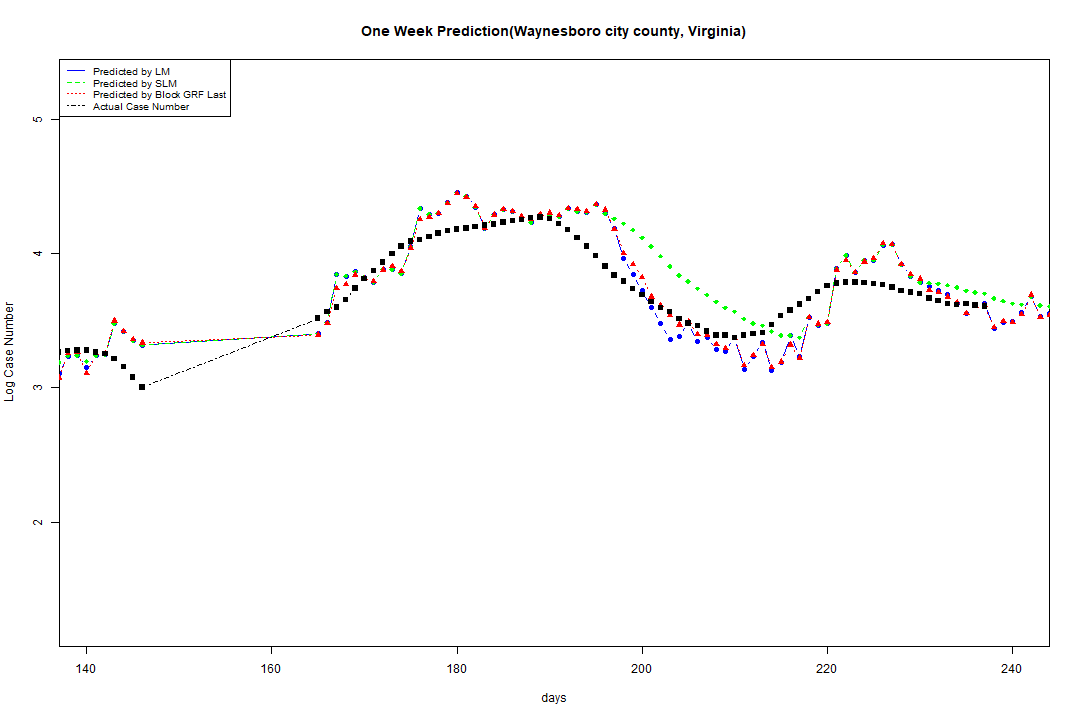 One Week Prediction(Waynesboro city county, Virginia)
Predicted by LM
Predicted by SLM
Predicted by Block GRF Last
Actual Case Number
5
4
3
2
Log Case Number
140 160 180 200 220 240
days